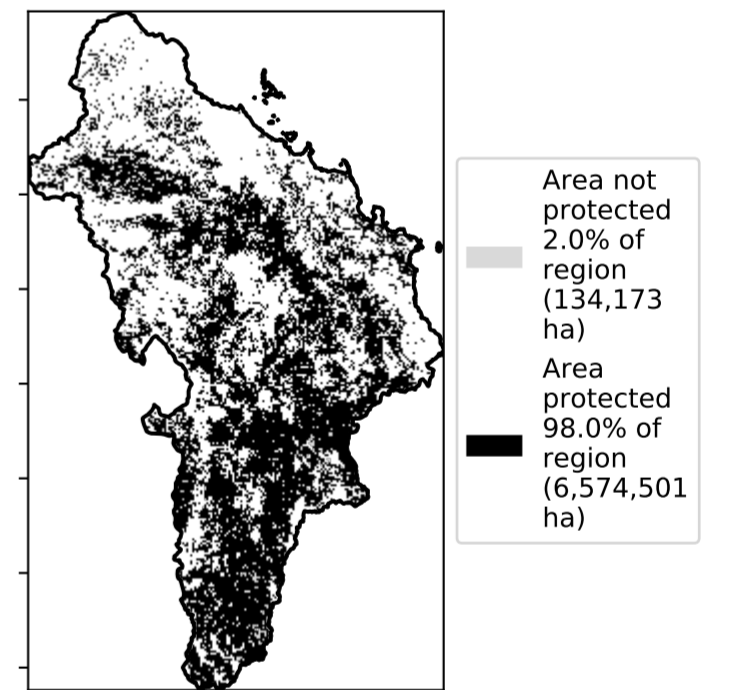 Area not
protected
2.0% of
region
(134,173
ha)
Area
protected
98.0% of
region
(6,574,501
ha)